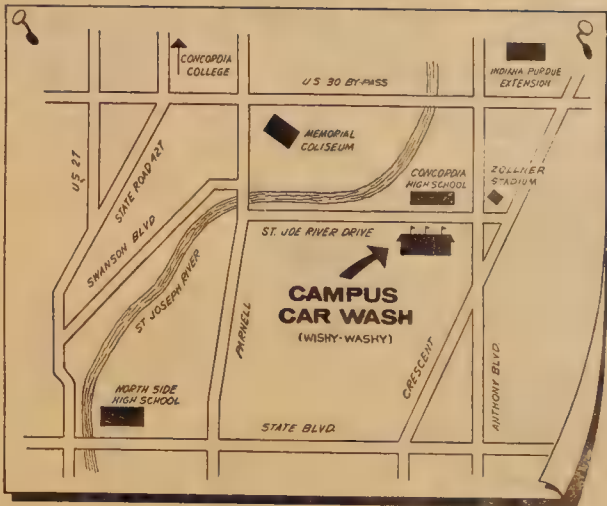 CONCORDIA
COLLEGE
U S 30 BY-PASS
INDIANA PURDUE
EXTENSION
US 27
STATE ROAD 427
MEMORIAL
COLISEUM
CONCORDIA
HIGH SCHOOL
ZOLLNER
STADIUM
SWANSON BLVD
ST JOSEPH RIVER
ST. JOE RIVER DRIVE
CAMPUS
CAR WASH
(WISHY-WASHY)
PARNELL
CRESCENT
ANTHONY BLVD.
NORTH SIDE
HIGH SCHOOL
STATE BLVD.